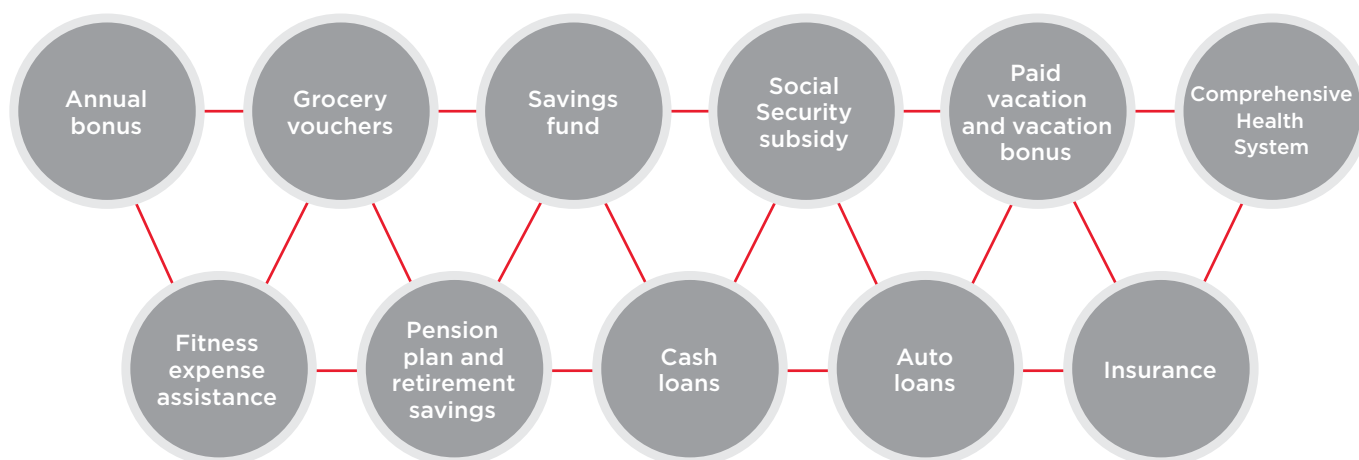 Annual
bonus
Grocery
vouchers
Savings
fund
Social
Security
subsidy
Paid
vacation
and vacation
bonus
Comprehensive
Health
System
Fitness
expense
assistance
Pension
plan and
retirement
savings
Cash
loans
Auto
loans
Insurance